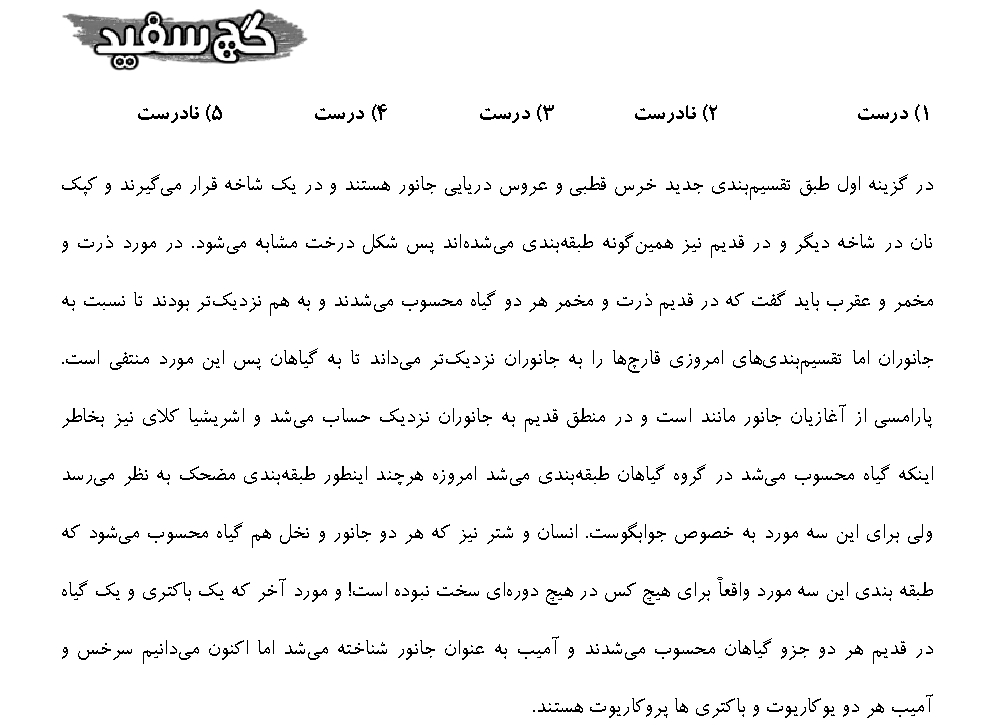 گچ سفید
۱) درست ۲) نادرست ۳) درست ۴) درست ۵) نادرست
در گزینه اول طبق تقسیم‌بندی جدید خرس قطبی و عروس دریایی جانور هستند و در یک شاخه قرار می‌گیرند و کپک
نان در شاخه دیگر و در قدیم نیز همین‌گونه طبقه‌بندی می‌شده‌اند پس شکل درخت مشابه می‌شود. در مورد ذرت و
مخمر و عقرب باید گفت که در قدیم ذرت و مخمر هر دو گیاه محسوب می‌شدند و به هم نزدیک‌تر بودند تا نسبت به
جانوران اما تقسیم‌بندی‌های امروزی قارچ‌ها را به جانوران نزدیک‌تر می‌داند تا به گیاهان پس این مورد منتفی است.
پارامسی از آغازیان جانور مانند است و در منطق قدیم به جانوران نزدیک حساب می‌شد و اشریشیا کلای نیز بخاطر
اینکه گیاه محسوب می‌شد در گروه گیاهان طبقه‌بندی می‌شد امروزه هرچند اینطور طبقه‌بندی مضحک به نظر می‌رسد
ولی برای این سه مورد به خصوص جوابگوست. انسان و شتر نیز که هر دو جانور و نخل هم گیاه محسوب می‌شود که
طبقه بندی این سه مورد واقعاً برای هیچ کس در هیچ دوره‌ای سخت نبوده است! و مورد آخر که یک باکتری و یک گیاه
در قدیم هر دو جزو گیاهان محسوب می‌شدند و آمیب به عنوان جانور شناخته می‌شد اما اکنون می‌دانیم سرخس و
آمیب هر دو یوکاریوت و باکتری ها پروکاریوت هستند.